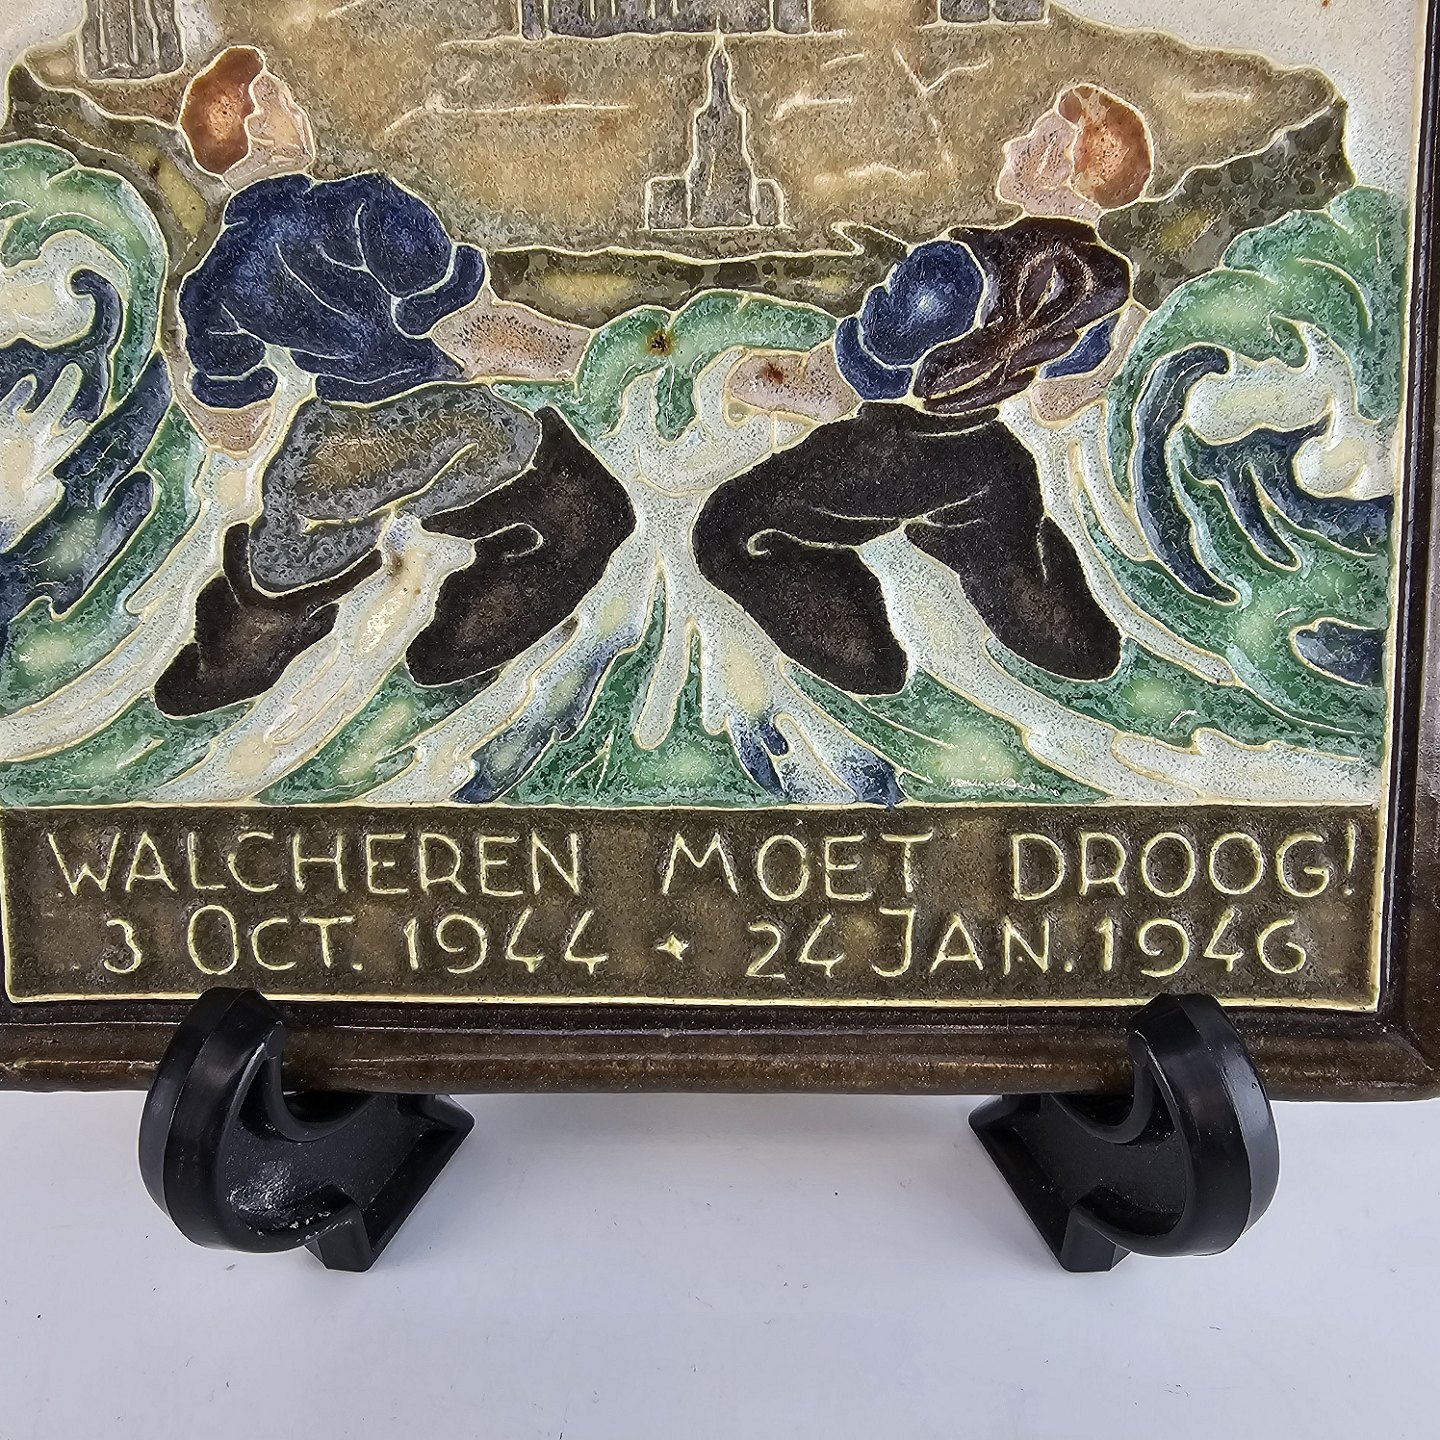 WALCHEREN MOET DROOG!
3 OCT. 1944 ✦ 24 JAN. 1946